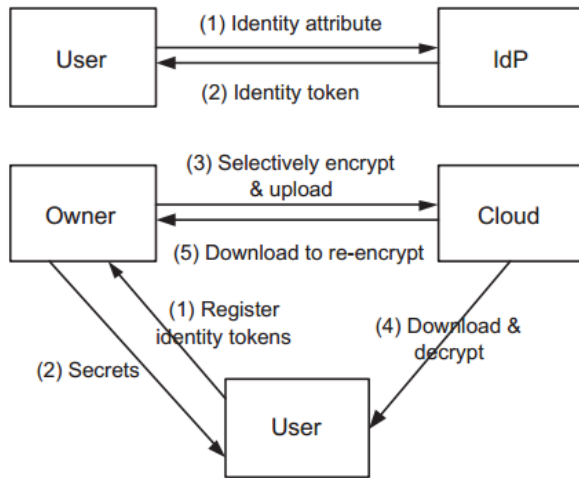 (1) Identity attribute
User
IdP
(2) Identity token
(3) Selectively encrypt
& upload
Owner
Cloud
(5) Download to re-encrypt
(1) Register
identity tokens
(4) Download &
decrypt
(2) Secrets
User